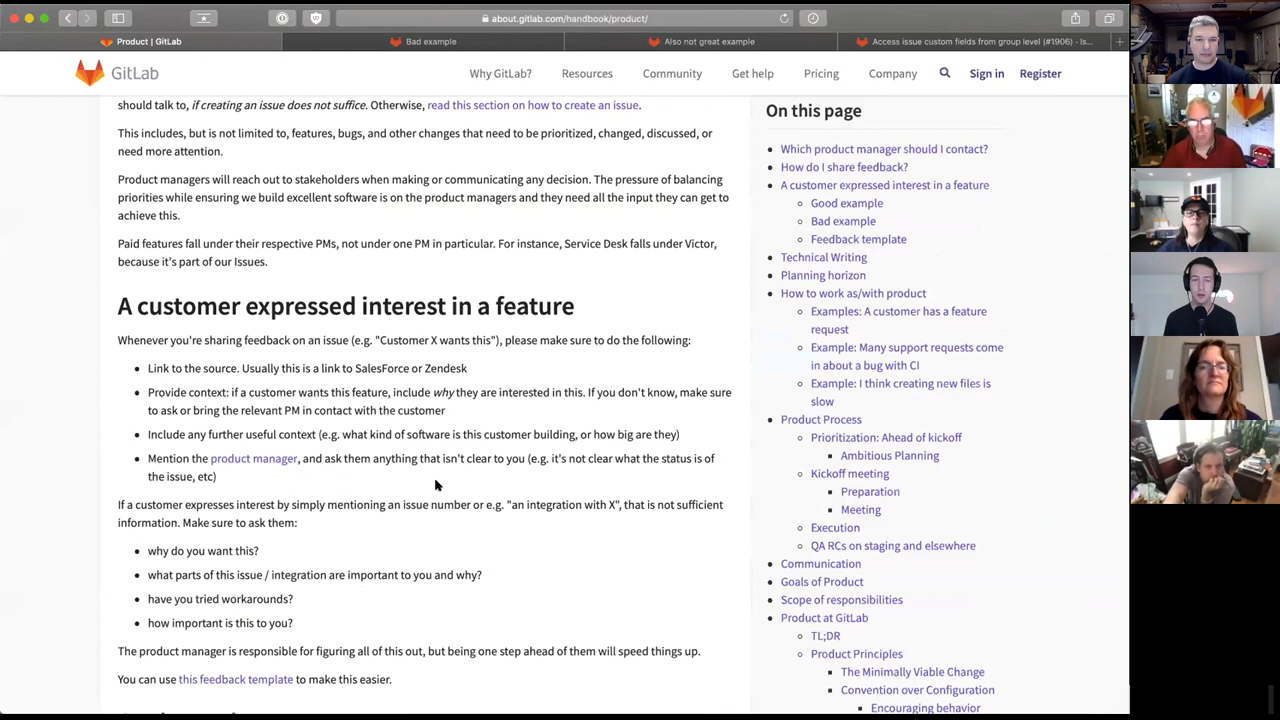 about.gitlab.com/handbook/product/
Product | GitLab
Bad example
Also not great example
Access issue custom fields from group level (#1906) · Is...
GitLab
Why GitLab?
Resources
Community
Get help
Pricing
Company
Sign in
Register
should talk to, if creating an issue does not suffice. Otherwise, read this section on how to create an issue.
This includes, but is not limited to, features, bugs, and other changes that need to be prioritized, changed, discussed, or
need more attention.
Product managers will reach out to stakeholders when making or communicating any decision. The pressure of balancing
priorities while ensuring we build excellent software is on the product managers and they need all the input they can get to
achieve this.
Paid features fall under their respective PMs, not under one PM in particular. For instance, Service Desk falls under Victor,
because it's part of our Issues.
A customer expressed interest in a feature
Whenever you're sharing feedback on an issue (e.g. "Customer X wants this"), please make sure to do the following:
Link to the source. Usually this is a link to SalesForce or Zendesk
Provide context: if a customer wants this feature, include why they are interested in this. If you don't know, make sure
to ask or bring the relevant PM in contact with the customer
Include any further useful context (e.g. what kind of software is this customer building, or how big are they)
Mention the product manager, and ask them anything that isn't clear to you (e.g. it's not clear what the status is of
the issue, etc)
If a customer expresses interest by simply mentioning an issue number or e.g. "an integration with X", that is not sufficient
information. Make sure to ask them:
why do you want this?
what parts of this issue / integration are important to you and why?
have you tried workarounds?
how important is this to you?
The product manager is responsible for figuring all of this out, but being one step ahead of them will speed things up.
You can use this feedback template to make this easier.
On this page
Which product manager should I contact?
How do I share feedback?
A customer expressed interest in a feature
Good example
Bad example
Feedback template
Technical Writing
Planning horizon
How to work as/with product
Examples: A customer has a feature
request
Example: Many support requests come
in about a bug with CI
Example: I think creating new files is
slow
Product Process
Prioritization: Ahead of kickoff
Ambitious Planning
Kickoff meeting
Preparation
Meeting
Execution
QA RCs on staging and elsewhere
Communication
Goals of Product
Scope of responsibilities
Product at GitLab
TL;DR
Product Principles
The Minimally Viable Change
Convention over Configuration
Encouraging behavior